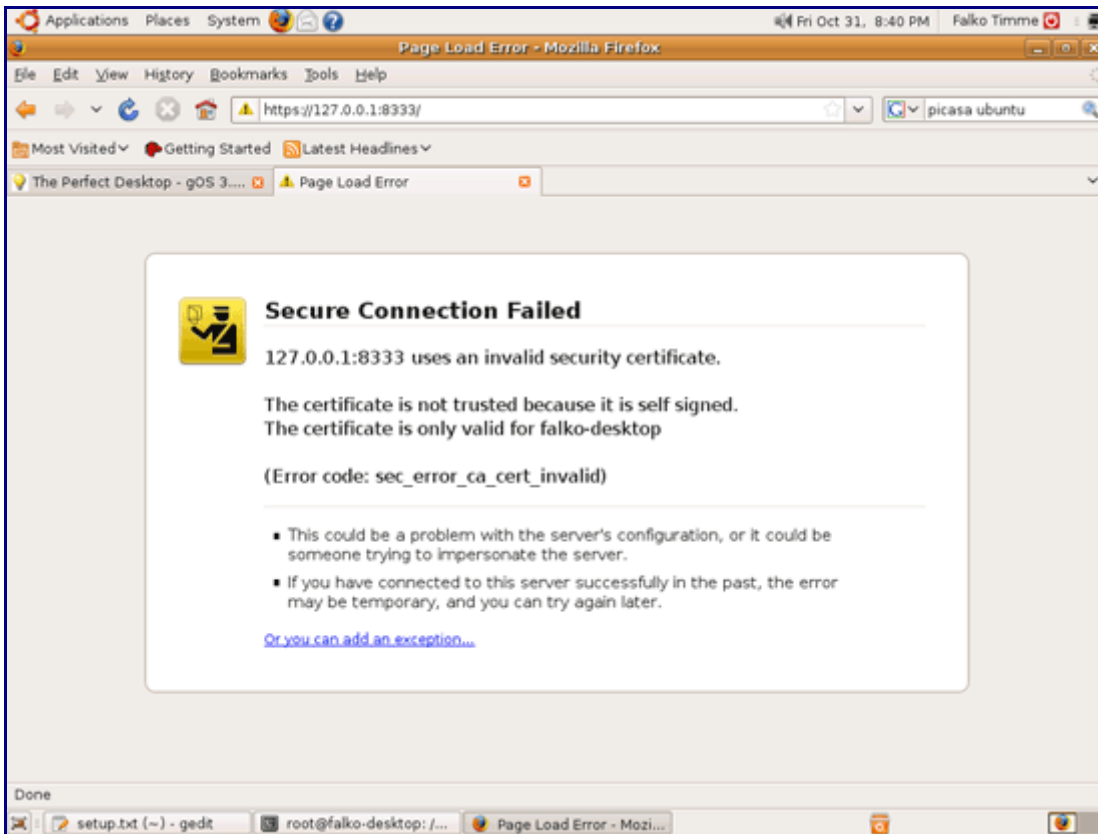 Applications Places System Fri Oct 31, 8:40 PM Falko Timme
Page Load Error - Mozilla Firefox
File Edit View History Bookmarks Tools Help
https://127.0.0.1:8333/ picasa ubuntu
Most Visited Getting Started Latest Headlines
The Perfect Desktop - gOS 3.... Page Load Error
Secure Connection Failed
127.0.0.1:8333 uses an invalid security certificate.
The certificate is not trusted because it is self signed.
The certificate is only valid for falko-desktop
(Error code: sec_error_ca_cert_invalid)
This could be a problem with the server's configuration, or it could be
someone trying to impersonate the server.
If you have connected to this server successfully in the past, the error
may be temporary, and you can try again later.
Or you can add an exception...
Done
setup.txt (~) - gedit root@falko-desktop: /... Page Load Error - Mozi...